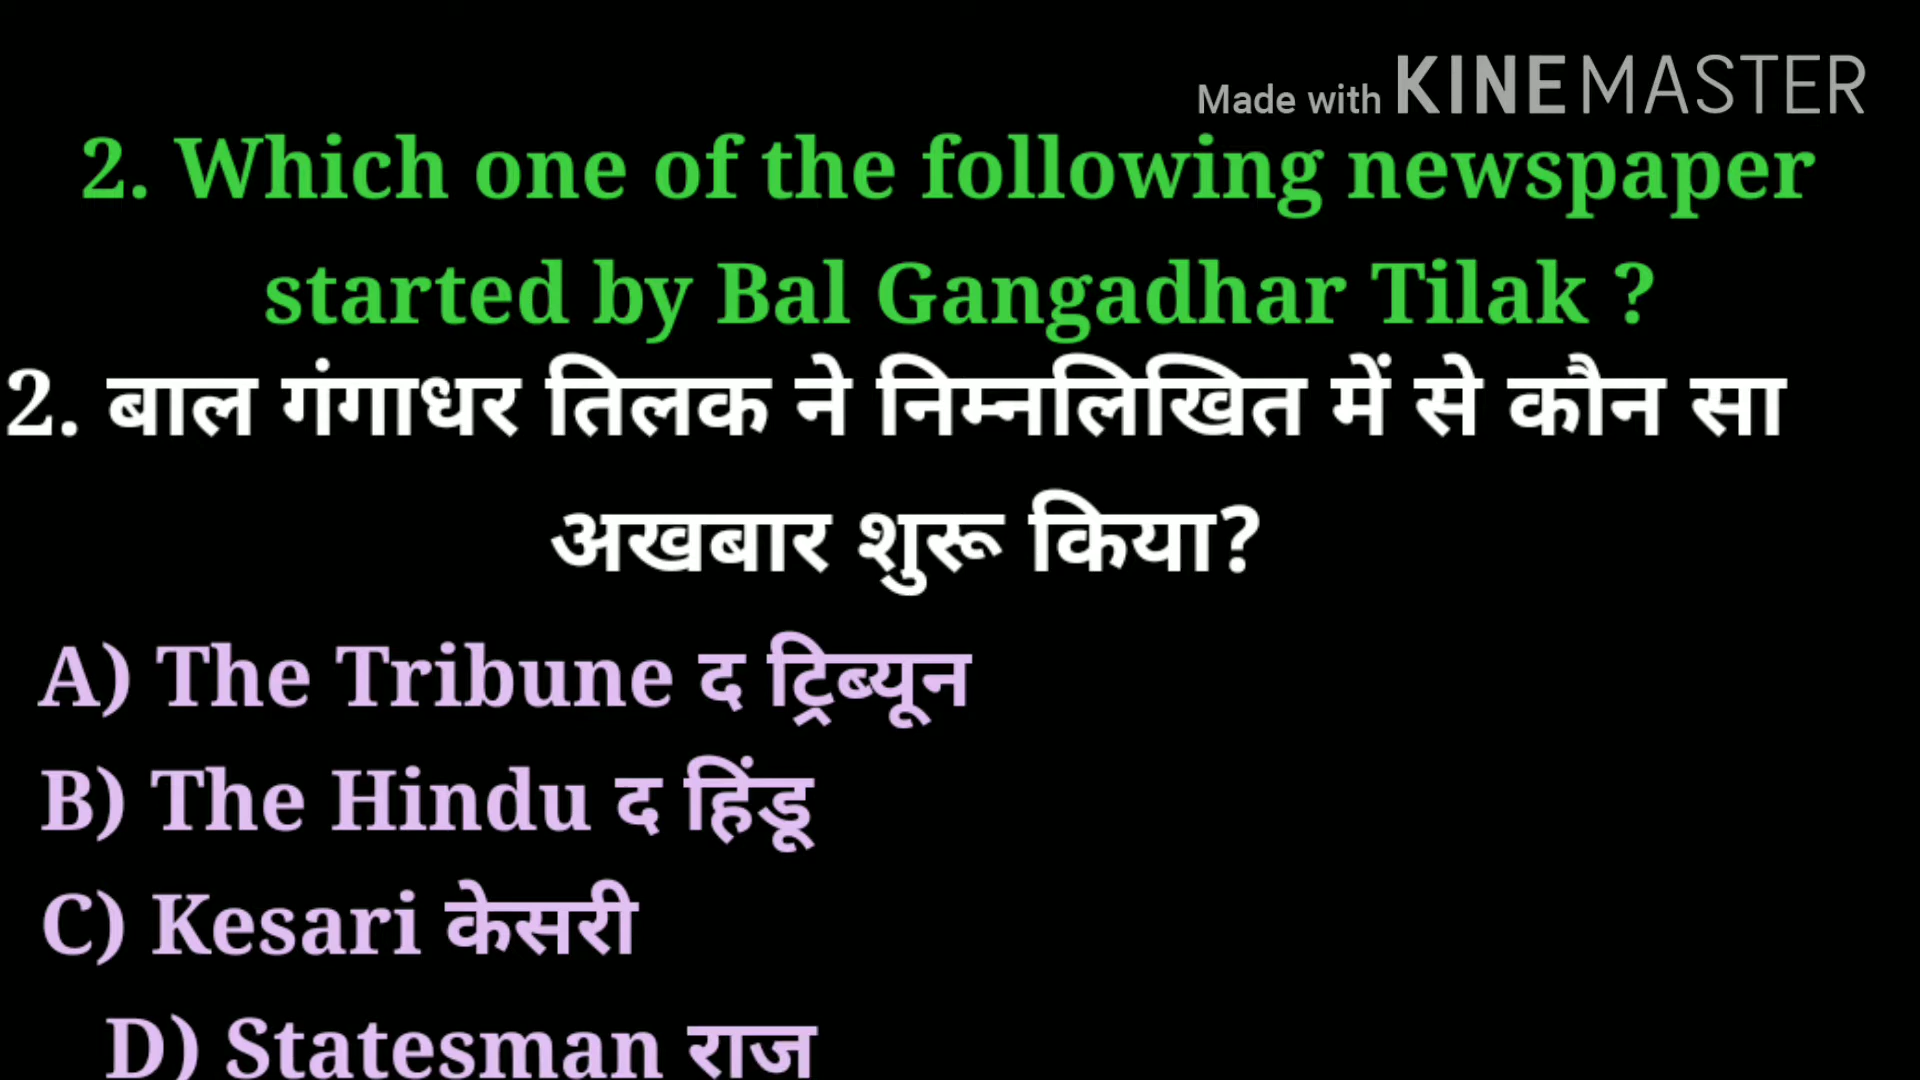 Made with KINEMASTER
2. Which one of the following newspaper
started by Bal Gangadhar Tilak ?
2. बाल गंगाधर तिलक ने निम्नलिखित में से कौन सा
अखबार शुरू किया?
A) The Tribune द ट्रिब्यून
B) The Hindu द हिंडू
C) Kesari केसरी
D) Statesman राज